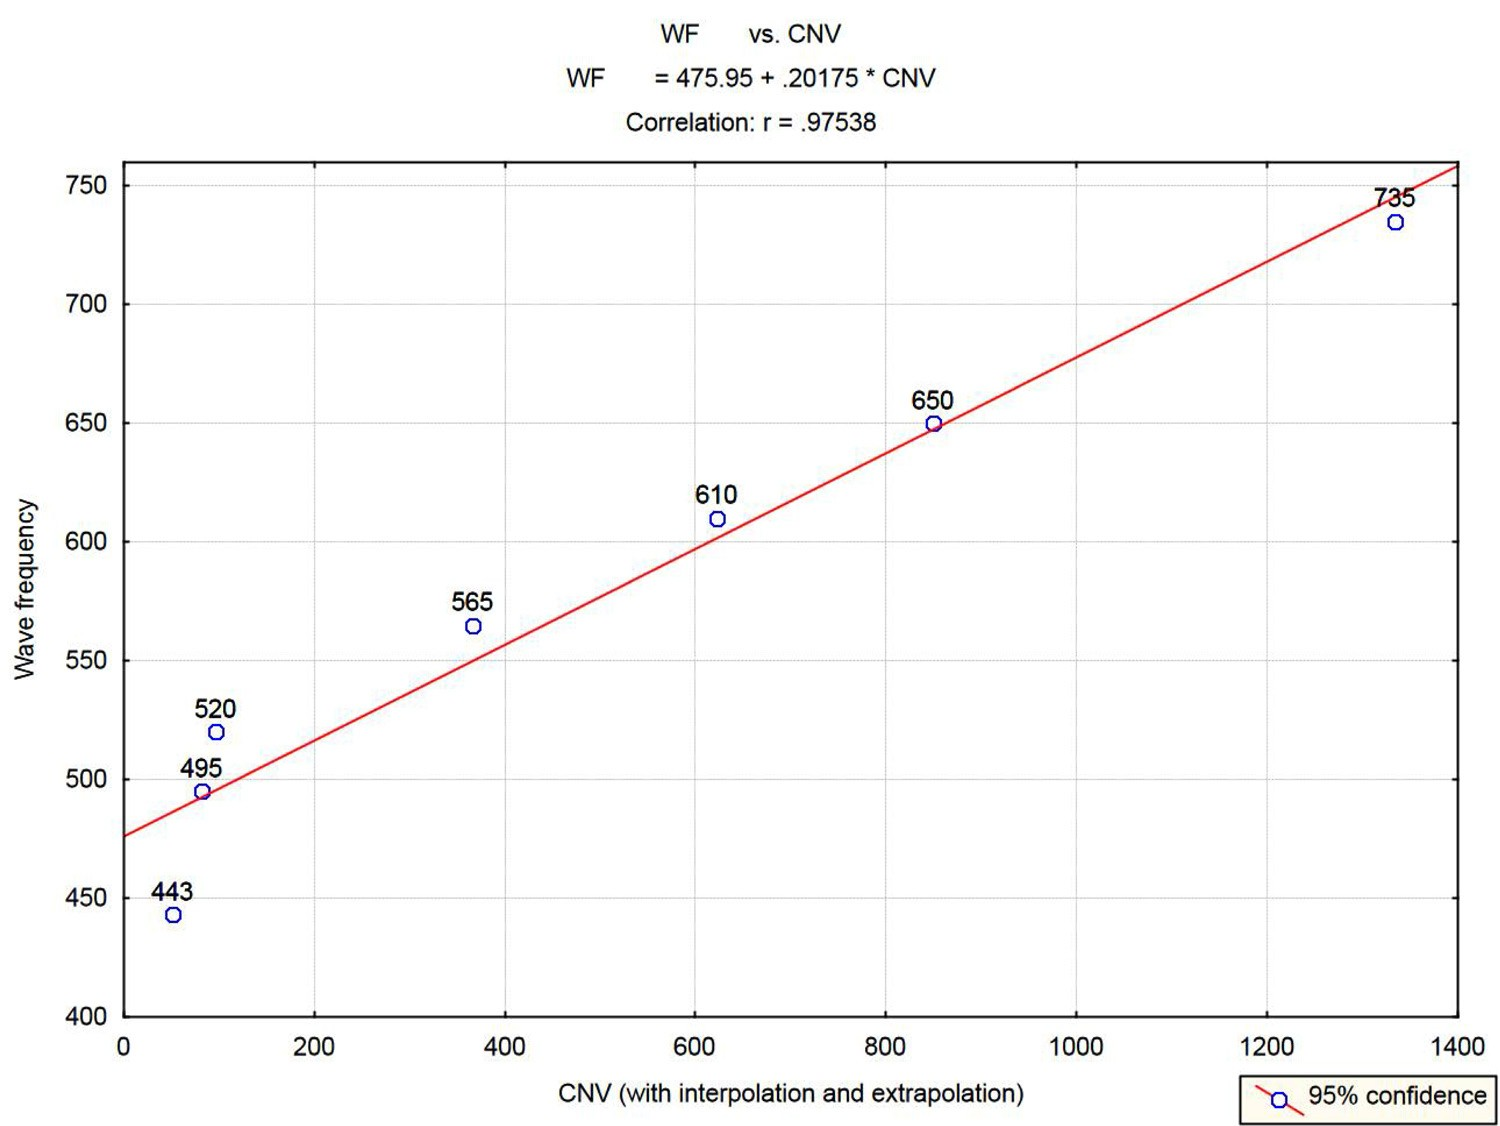 WF vs. CNV
WF = 475.95 + .20175 * CNV
Correlation: r = .97538
750
700
650
600
550
500
450
400
Wave frequency
735
650
610
565
520
495
443
0 200 400 600 800 1000 1200 1400
CNV (with interpolation and extrapolation)
95% confidence